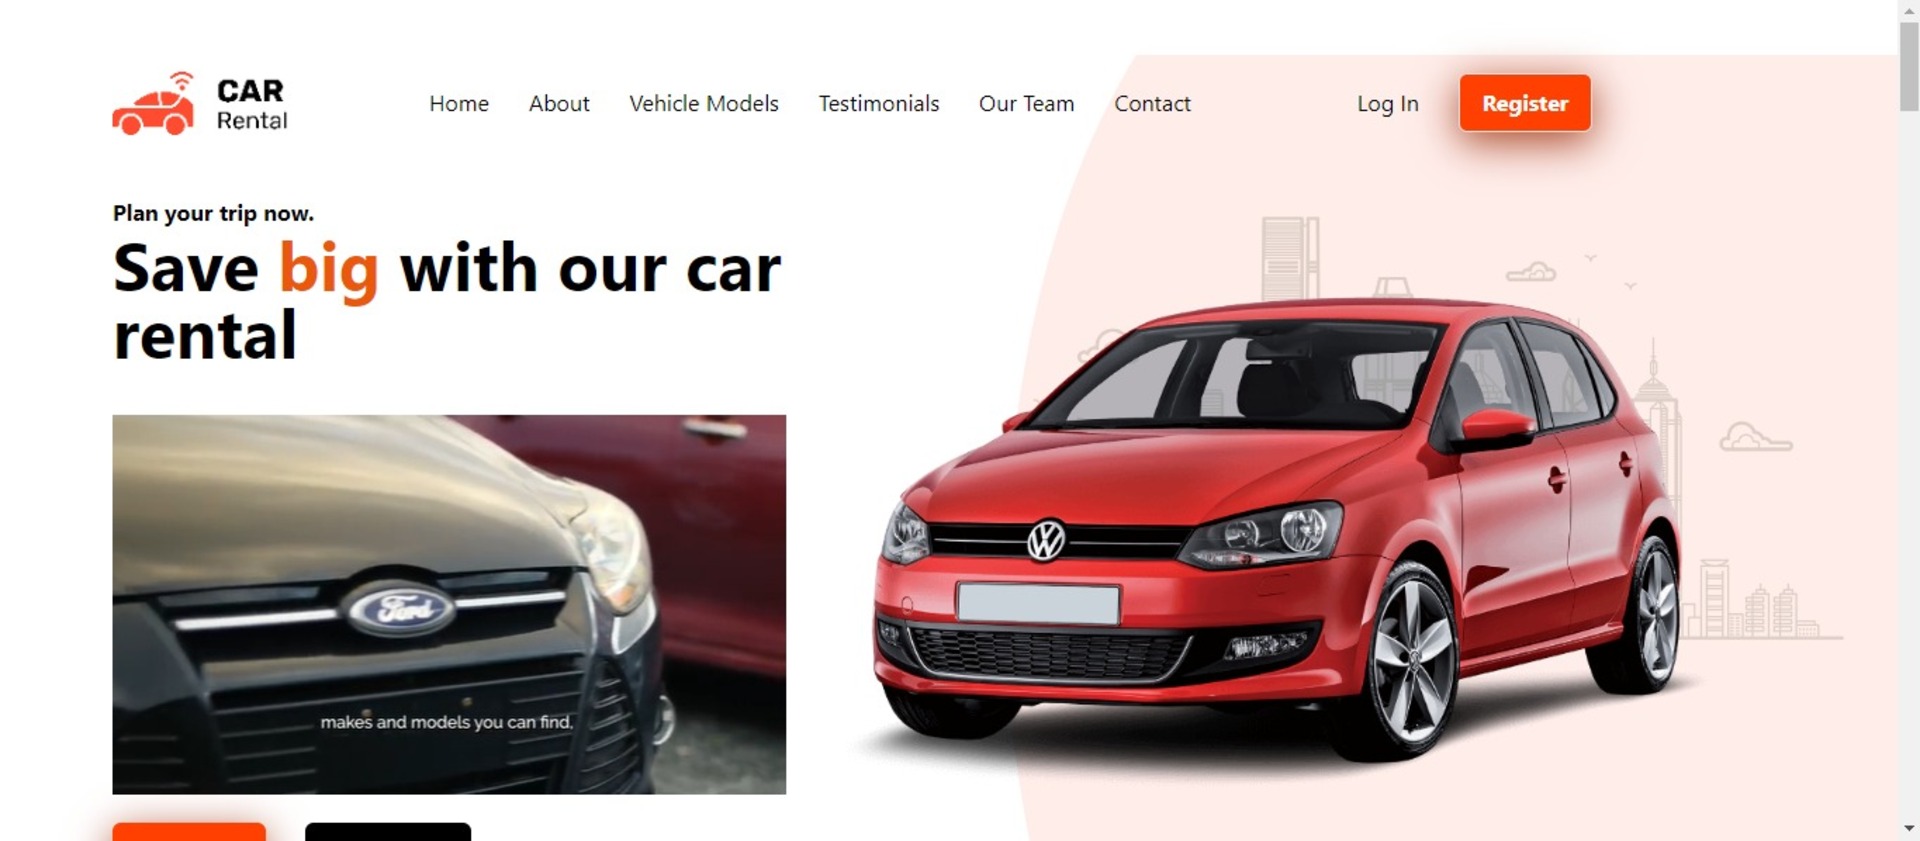 CAR
Rental
Home About Vehicle Models Testimonials Our Team Contact Log In Register
Plan your trip now.
Save big with our car
rental
Ford
makes and models you can find,